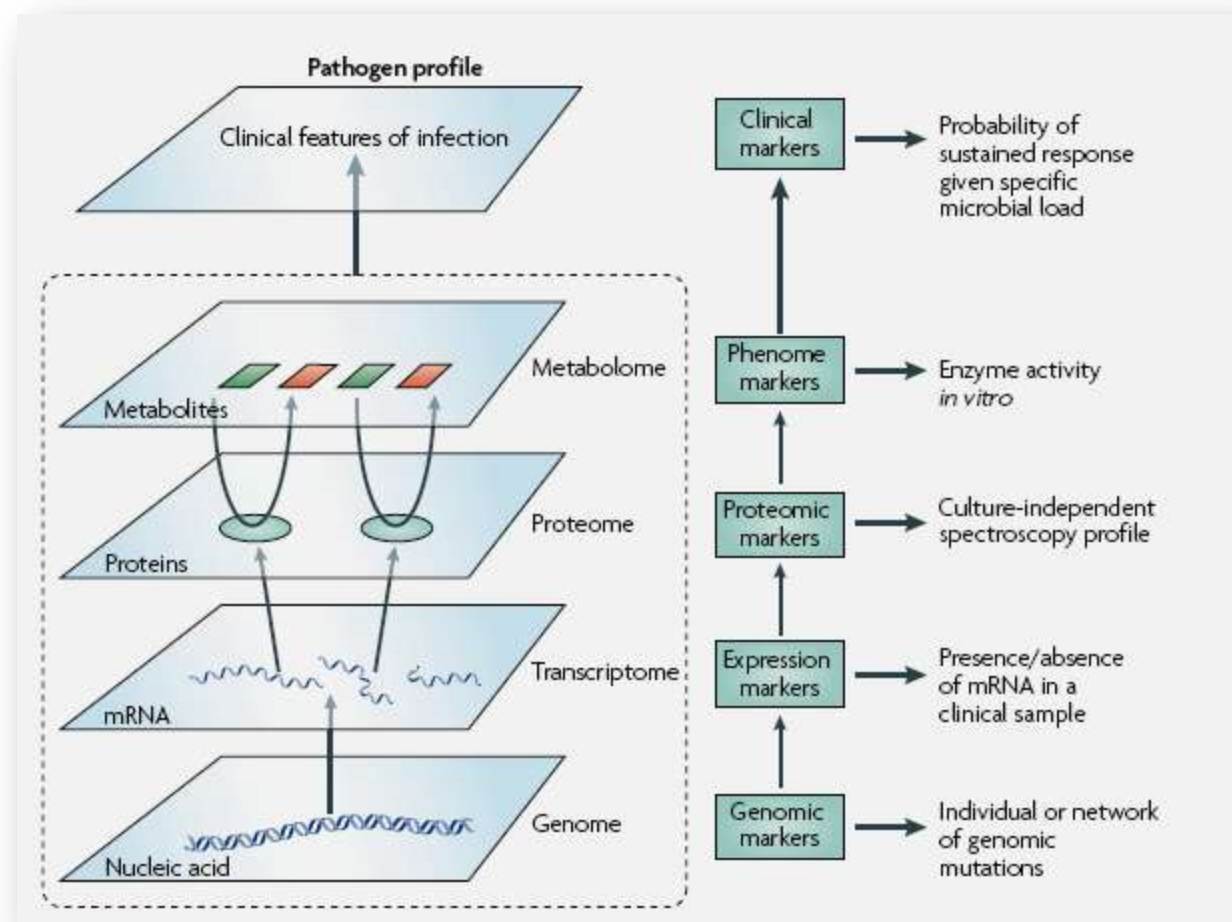 Pathogen profile
Clinical features of infection
Metabolites
Metabolome
Proteins
Proteome
mRNA
Transcriptome
Nucleic acid
Genome
Clinical
markers
Probability of
sustained response
given specific
microbial load
Phenome
markers
Enzyme activity
in vitro
Proteomic
markers
Culture-independent
spectroscopy profile
Expression
markers
Presence/absence
of mRNA in a
clinical sample
Genomic
markers
Individual or network
of genomic
mutations